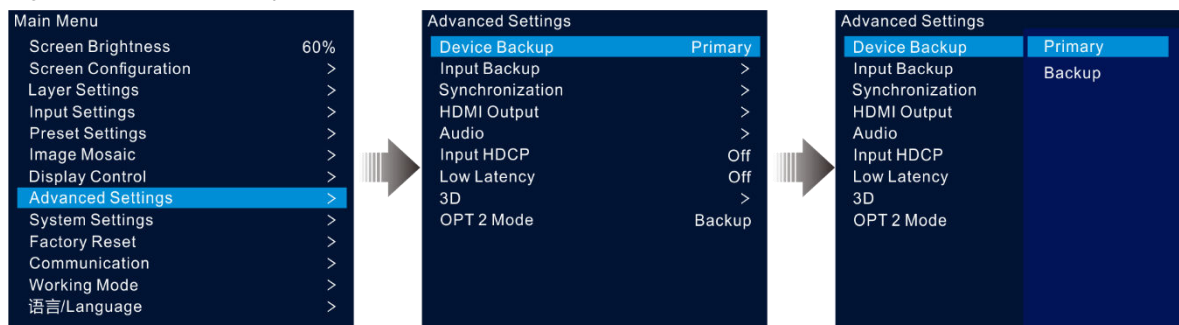 Main Menu
Screen Brightness 60%
Screen Configuration >
Layer Settings >
Input Settings >
Preset Settings >
Image Mosaic >
Display Control >
Advanced Settings >
System Settings >
Factory Reset >
Communication >
Working Mode >
语言/Language >
Advanced Settings
Device Backup Primary
Input Backup >
Synchronization >
HDMI Output >
Audio >
Input HDCP Off
Low Latency Off
3D >
OPT 2 Mode Backup
Advanced Settings
Device Backup Primary
Input Backup Backup
Synchronization
HDMI Output
Audio
Input HDCP
Low Latency
3D
OPT 2 Mode